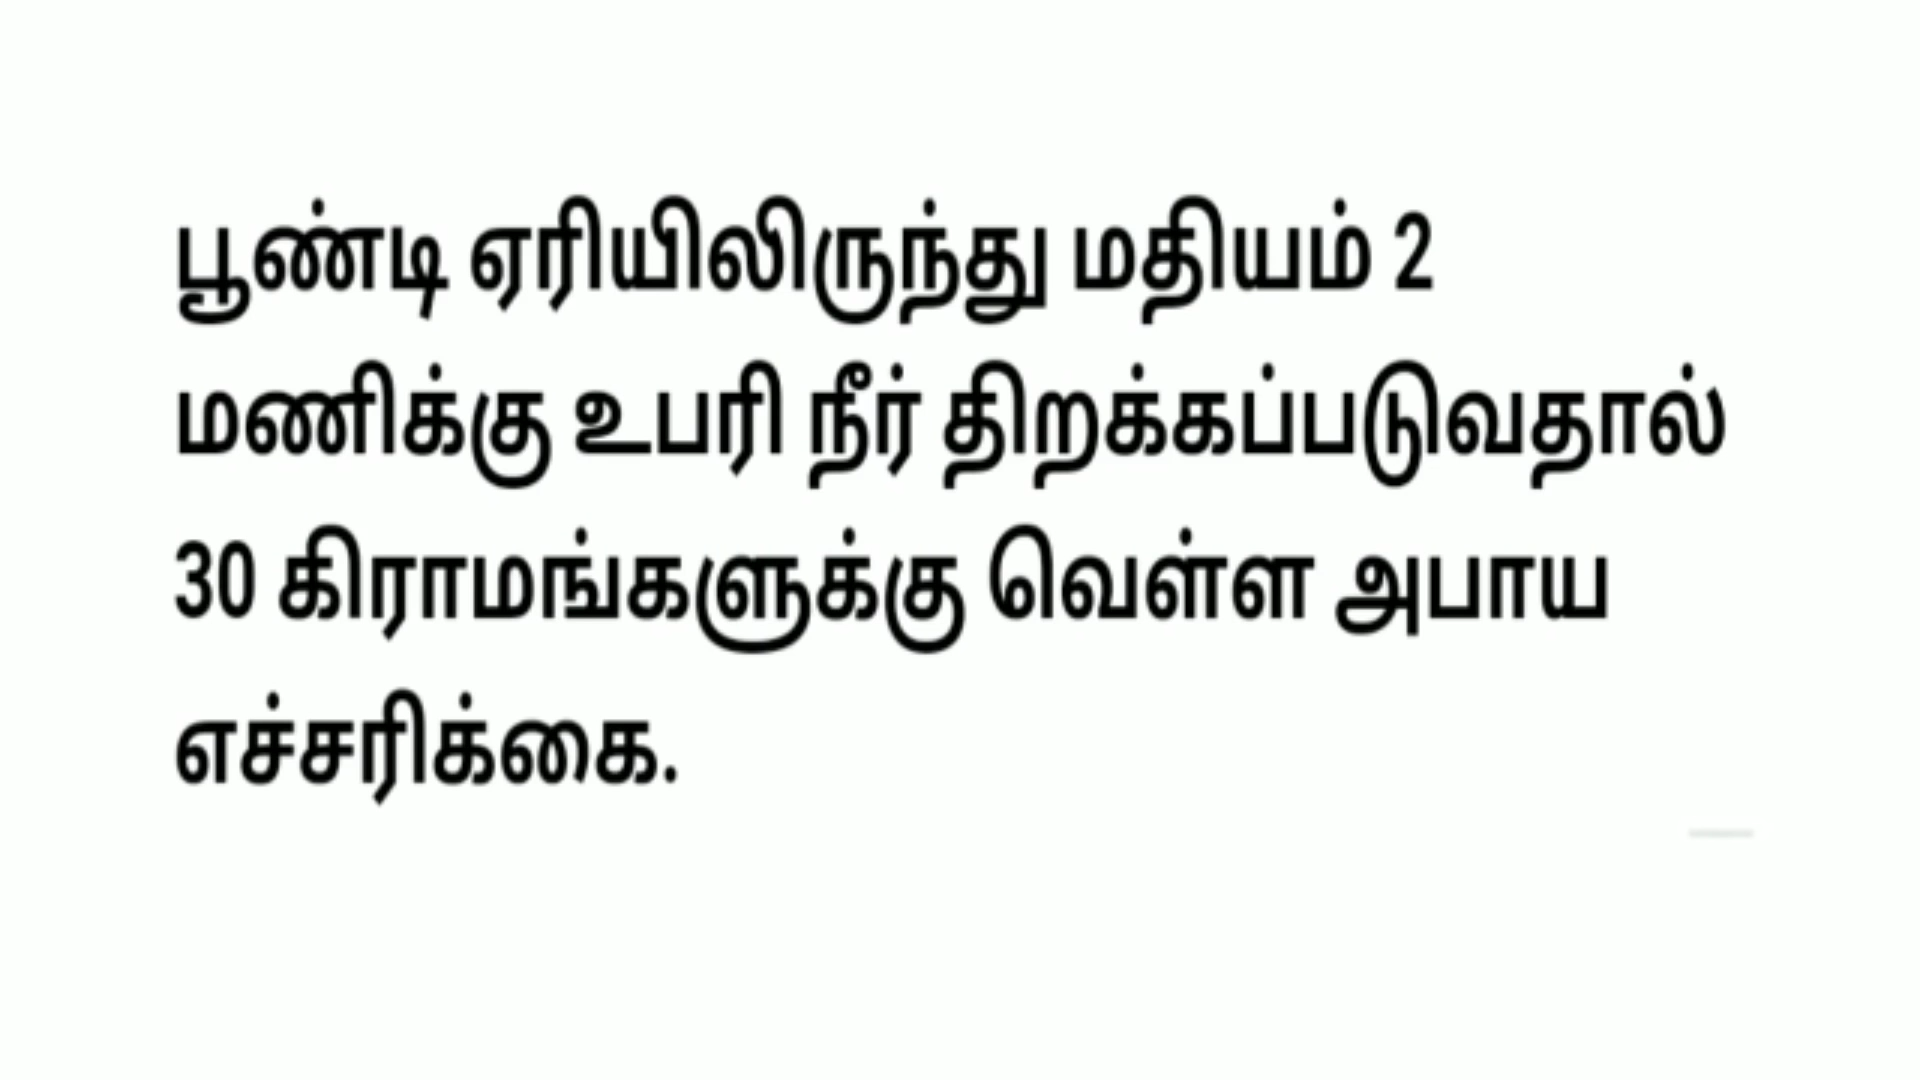 பூண்டி ஏரியிலிருந்து மதியம் 2
மணிக்கு உபரி நீர் திறக்கப்படுவதால்
30 கிராமங்களுக்கு வெள்ள அபாய
எச்சரிக்கை.